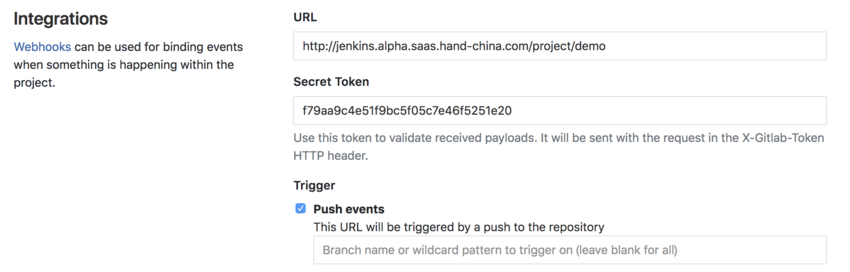 Integrations
Webhooks can be used for binding events
when something is happening within the
project.
URL
http://jenkins.alpha.saas.hand-china.com/project/demo
Secret Token
f79aa9c4e51f9bc5f05c7e46f5251e20
Use this token to validate received payloads. It will be sent with the request in the X-Gitlab-Token
HTTP header.
Trigger
Push events
This URL will be triggered by a push to the repository
Branch name or wildcard pattern to trigger on (leave blank for all)